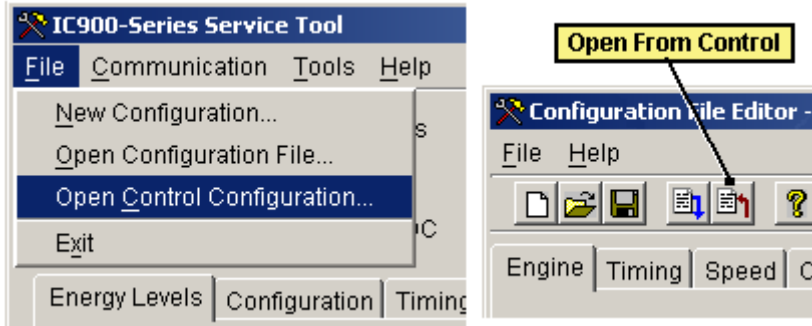 IC900-Series Service Tool
File Communication Tools Help
New Configuration...
Open Configuration File...
Open Control Configuration...
Exit
s
C
Energy Levels Configuration Timing
Open From Control
Configuration File Editor -
File Help
?
Engine Timing Speed C